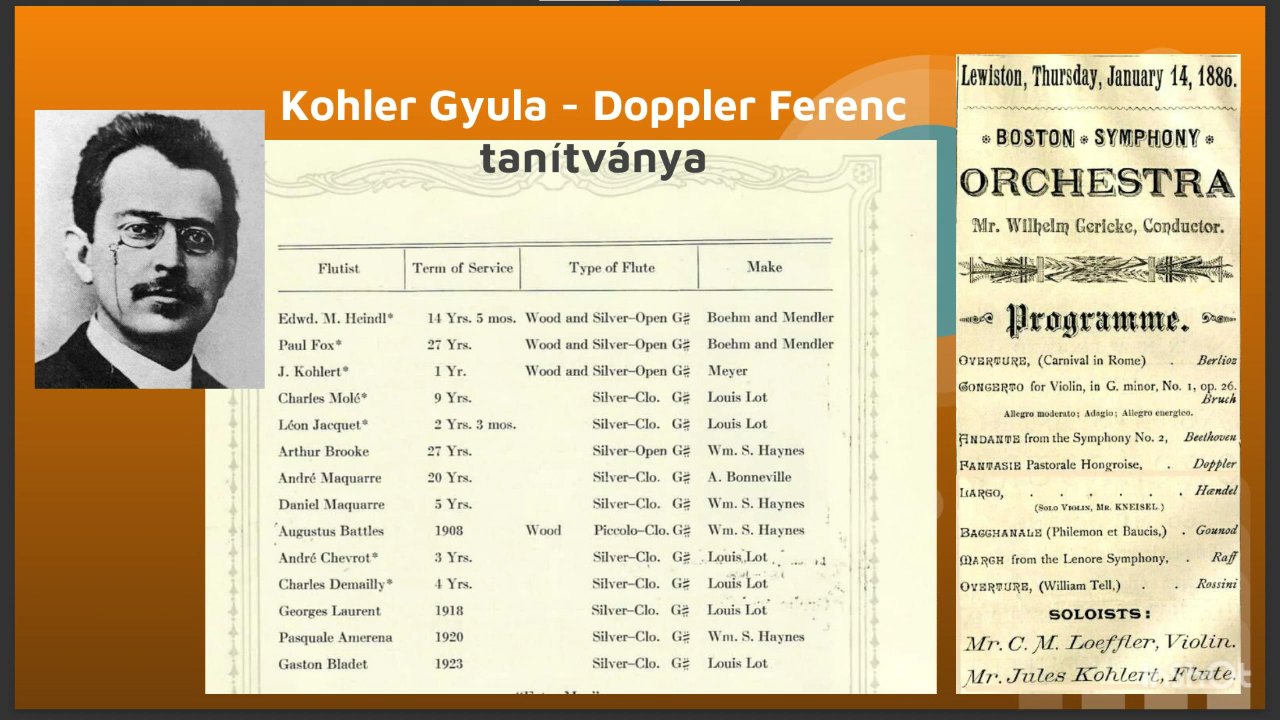 Kohler Gyula - Doppler Ferenc
tanítványa
Flutist Term of Service Type of Flute Make
Edwd. M. Heindl* 14 Yrs. 5 mos. Wood and Silver–Open G♯ Boehm and Mendler
Paul Fox* 27 Yrs. Wood and Silver–Open G♯ Boehm and Mendler
J. Kohlert* 1 Yr. Wood and Silver–Open G♯ Meyer
Charles Molé* 9 Yrs. Silver–Clo. G♯ Louis Lot
Léon Jacquet* 2 Yrs. 3 mos. Silver–Clo. G♯ Louis Lot
Arthur Brooke 27 Yrs. Silver–Open G♯ Wm. S. Haynes
André Maquarre 20 Yrs. Silver–Clo. G♯ A. Bonneville
Daniel Maquarre 5 Yrs. Silver–Clo. G♯ Wm. S. Haynes
Augustus Battles 1908 Wood Piccolo–Clo. G♯ Wm. S. Haynes
André Chevrot* 3 Yrs. Silver–Clo. G♯ Louis Lot
Charles Demailly* 4 Yrs. Silver–Clo. G♯ Louis Lot
Georges Laurent 1918 Silver–Clo. G♯ Louis Lot
Pasquale Amerena 1920 Silver–Clo. G♯ Wm. S. Haynes
Gaston Bladet 1923 Silver–Clo. G♯ Louis Lot
Lewiston, Thursday, January 14, 1886.
BOSTON SYMPHONY
ORCHESTRA
Mr. Wilhelm Gericke, Conductor.
Programme.
OVERTURE, (Carnival in Rome) . Berlioz
CONCERTO for Violin, in G. minor, No. 1, op. 26.
Bruch
Allegro moderato; Adagio; Allegro energico.
ANDANTE from the Symphony No. 2, Beethoven
FANTASIE Pastorale Hongroise, . Doppler
LARGO, . . . . . . Hændel
(SOLO VIOLIN, MR. KNEISEL.)
BACCHANALE (Philemon et Baucis,) . Gounod
MARCH from the Lenore Symphony, . Raff
OVERTURE, (William Tell,) . . Rossini
SOLOISTS:
Mr. C. M. Loeffler, Violin.
Mr. Jules Kohlert, Flute.